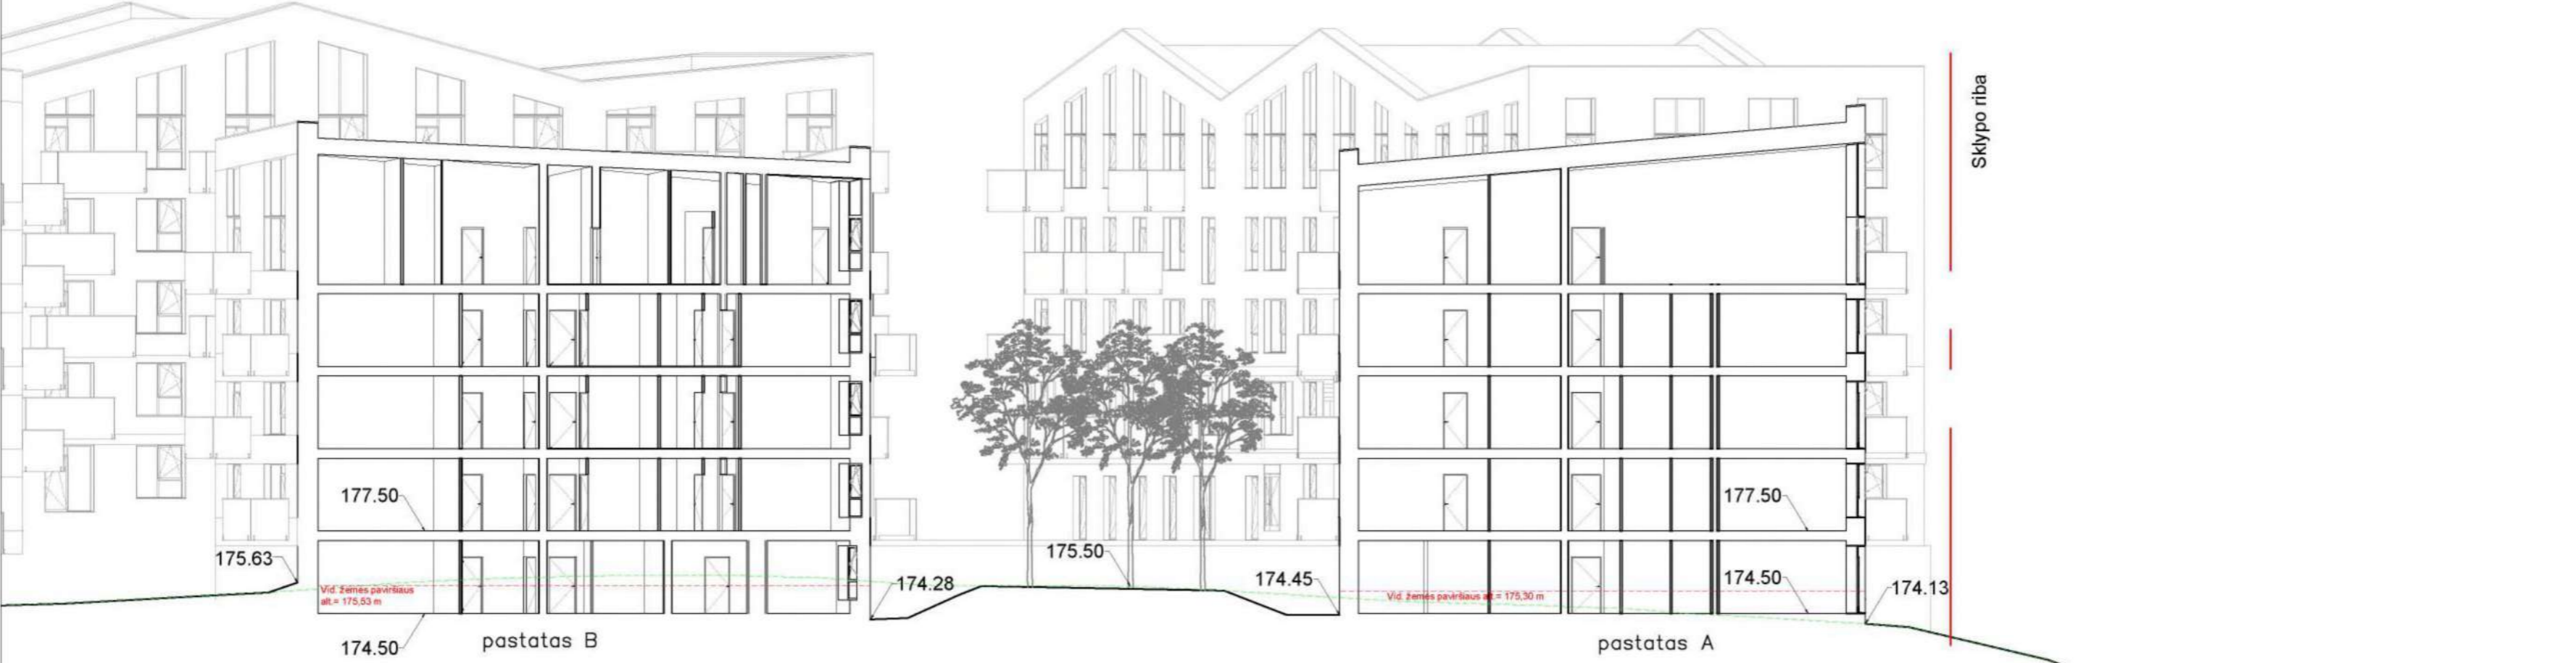 Sklypo riba
177.50
177.50
175.63
175.50
174.45
174.28
174.50
174.13
Vid. žemės paviršiaus
alt.= 175,53 m
Vid. žemės paviršiaus alt.= 175,30 m
174.50
pastatas B
pastatas A